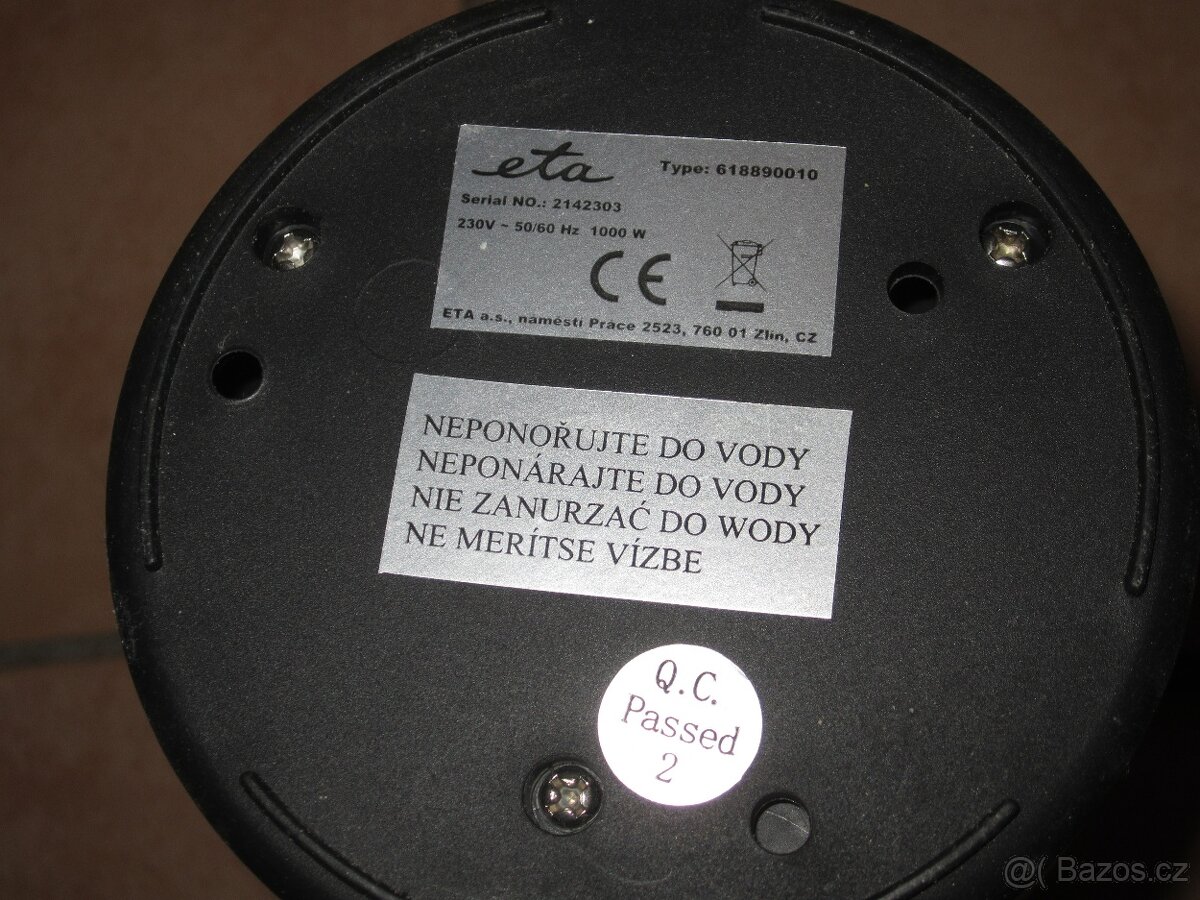 eta
Type: 618890010
Serial NO.: 2142303
230V ~ 50/60 Hz 1000 W
CE
ETA a.s., náměstí Práce 2523, 760 01 Zlín, CZ
NEPONOŘUJTE DO VODY
NEPONÁRAJTE DO VODY
NIE ZANURZAĆ DO WODY
NE MERÍTSE VÍZBE
Q.C.
Passed
2
@( Bazos.cz